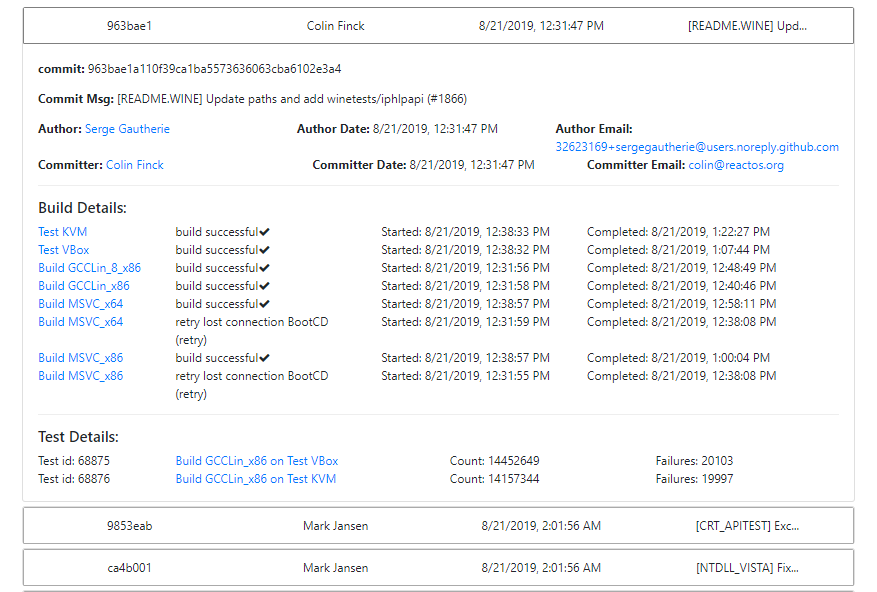 963bae1 Colin Finck 8/21/2019, 12:31:47 PM [README.WINE] Upd...
commit: 963bae1a110f39ca1ba5573636063cba6102e3a4
Commit Msg: [README.WINE] Update paths and add winetests/iphlpapi (#1866)
Author: Serge Gautherie Author Date: 8/21/2019, 12:31:47 PM Author Email:
32623169+sergegautherie@users.noreply.github.com
Committer: Colin Finck Committer Date: 8/21/2019, 12:31:47 PM Committer Email: colin@reactos.org
Build Details:
Test KVM build successful✔ Started: 8/21/2019, 12:38:33 PM Completed: 8/21/2019, 1:22:27 PM
Test VBox build successful✔ Started: 8/21/2019, 12:38:32 PM Completed: 8/21/2019, 1:07:44 PM
Build GCCLin_8_x86 build successful✔ Started: 8/21/2019, 12:31:56 PM Completed: 8/21/2019, 12:48:49 PM
Build GCCLin_x86 build successful✔ Started: 8/21/2019, 12:31:58 PM Completed: 8/21/2019, 12:40:46 PM
Build MSVC_x64 build successful✔ Started: 8/21/2019, 12:38:57 PM Completed: 8/21/2019, 12:58:11 PM
Build MSVC_x64 retry lost connection BootCD Started: 8/21/2019, 12:31:59 PM Completed: 8/21/2019, 12:38:08 PM
(retry)
Build MSVC_x86 build successful✔ Started: 8/21/2019, 12:38:57 PM Completed: 8/21/2019, 1:00:04 PM
Build MSVC_x86 retry lost connection BootCD Started: 8/21/2019, 12:31:55 PM Completed: 8/21/2019, 12:38:08 PM
(retry)
Test Details:
Test id: 68875 Build GCCLin_x86 on Test VBox Count: 14452649 Failures: 20103
Test id: 68876 Build GCCLin_x86 on Test KVM Count: 14157344 Failures: 19997
9853eab Mark Jansen 8/21/2019, 2:01:56 AM [CRT_APITEST] Exc...
ca4b001 Mark Jansen 8/21/2019, 2:01:56 AM [NTDLL_VISTA] Fix...